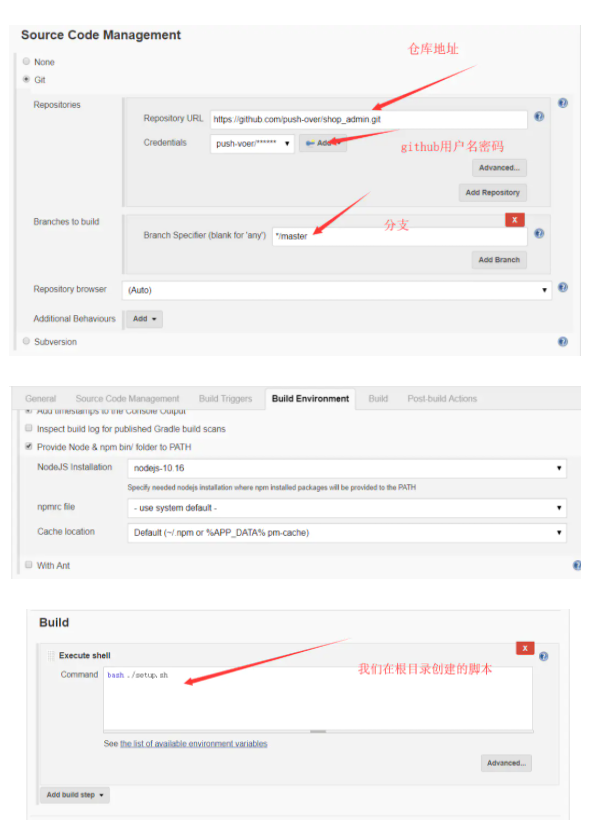 Source Code Management
仓库地址
None
Git
Repositories
Repository URL https://github.com/push-over/shop_admin.git
Credentials push-voer/****** Add
github用户名密码
Advanced...
Add Repository
Branches to build X
分支
Branch Specifier (blank for 'any') */master
Add Branch
Repository browser (Auto)
Additional Behaviours Add
Subversion
General Source Code Management Build Triggers Build Environment Build Post-build Actions
Add timestamps to the Console Output
Inspect build log for published Gradle build scans
Provide Node & npm bin/ folder to PATH
NodeJS Installation nodejs-10.16
Specify needed nodejs installation where npm installed packages will be provided to the PATH
npmrc file - use system default -
Cache location Default (~/.npm or %APP_DATA% pm-cache)
With Ant
Build
Execute shell X
Command bash ./setup.sh 我们在根目录创建的脚本
See the list of available environment variables
Advanced...
Add build step